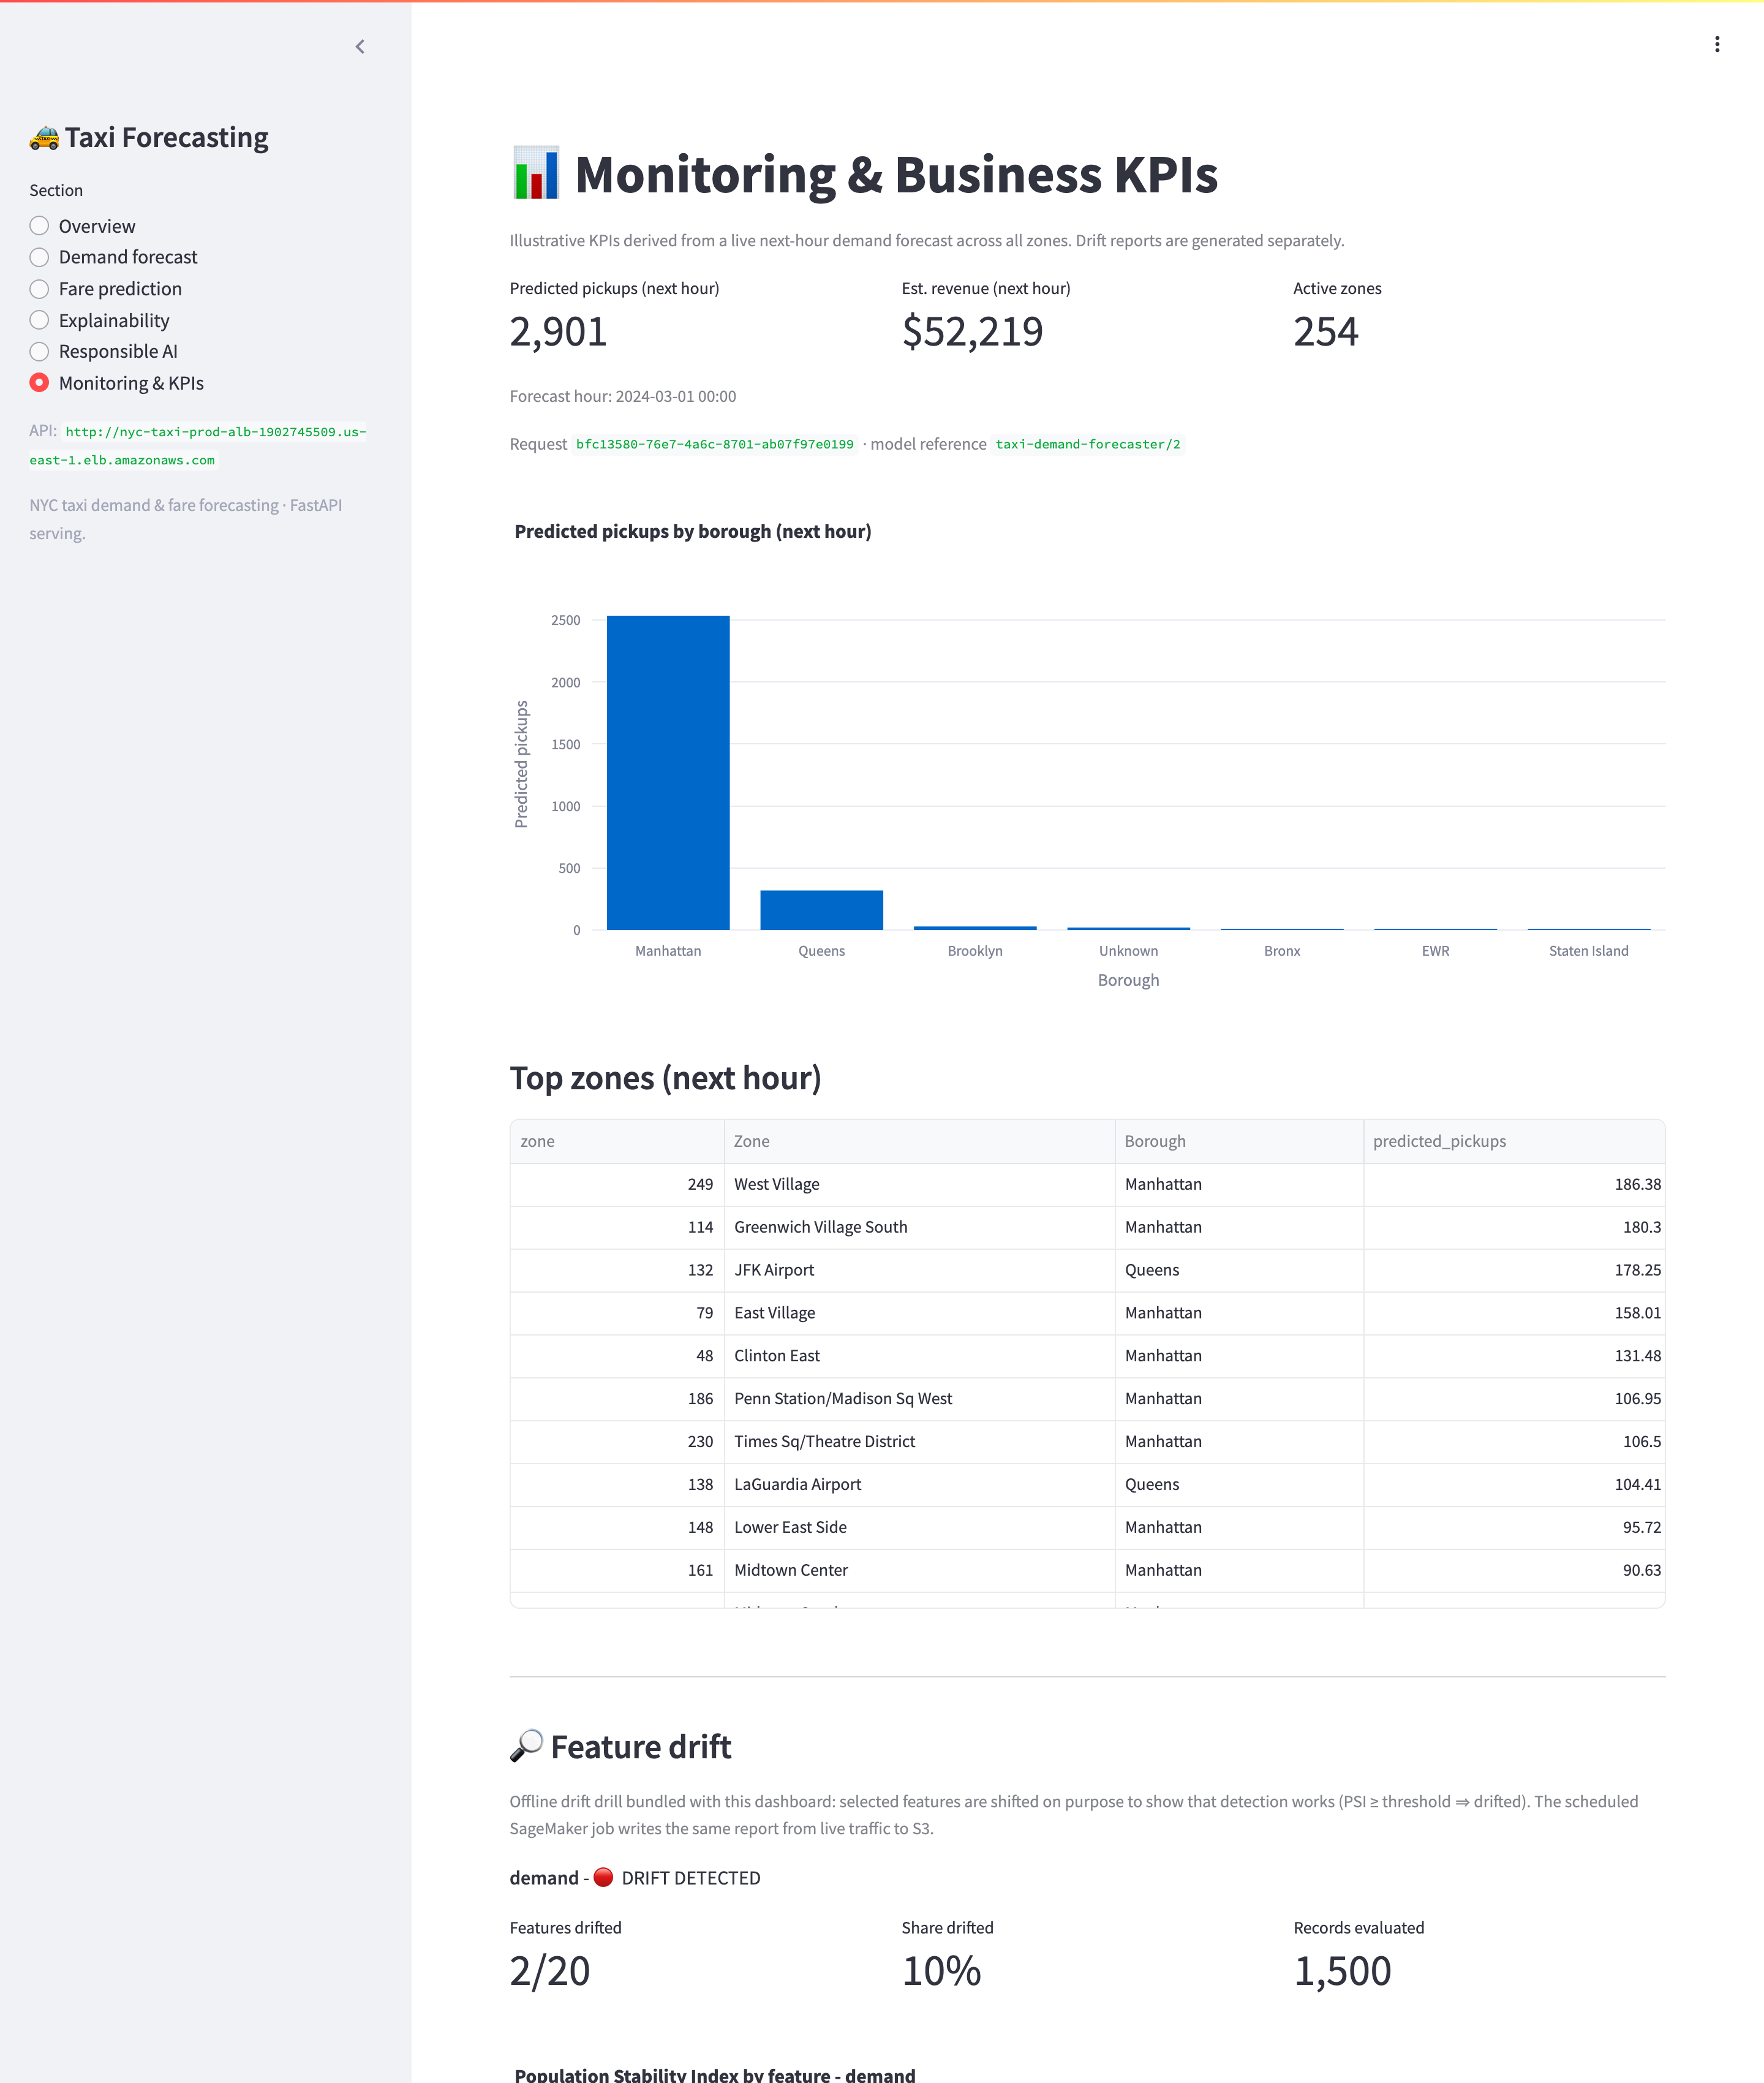 Taxi Forecasting
Section
Overview
Demand forecast
Fare prediction
Explainability
Responsible AI
Monitoring & KPIs
API: http://nyc-taxi-prod-alb-1902745509.us-
east-1.elb.amazonaws.com
NYC taxi demand & fare forecasting · FastAPI
serving.
Monitoring & Business KPIs
Illustrative KPIs derived from a live next-hour demand forecast across all zones. Drift reports are generated separately.
Predicted pickups (next hour)
2,901
Est. revenue (next hour)
$52,219
Active zones
254
Forecast hour: 2024-03-01 00:00
Request bfc13580-76e7-4a6c-8701-ab07f97e0199 · model reference taxi-demand-forecaster/2
Predicted pickups by borough (next hour)
Predicted pickups
2500
2000
1500
1000
500
0
Manhattan Queens Brooklyn Unknown Bronx EWR Staten Island
Borough
Top zones (next hour)
zone Zone Borough predicted_pickups
249 West Village Manhattan 186.38
114 Greenwich Village South Manhattan 180.3
132 JFK Airport Queens 178.25
79 East Village Manhattan 158.01
48 Clinton East Manhattan 131.48
186 Penn Station/Madison Sq West Manhattan 106.95
230 Times Sq/Theatre District Manhattan 106.5
138 LaGuardia Airport Queens 104.41
148 Lower East Side Manhattan 95.72
161 Midtown Center Manhattan 90.63
Feature drift
Offline drift drill bundled with this dashboard: selected features are shifted on purpose to show that detection works (PSI ≥ threshold ⇒ drifted). The scheduled
SageMaker job writes the same report from live traffic to S3.
demand - DRIFT DETECTED
Features drifted
2/20
Share drifted
10%
Records evaluated
1,500
Population Stability Index by feature - demand